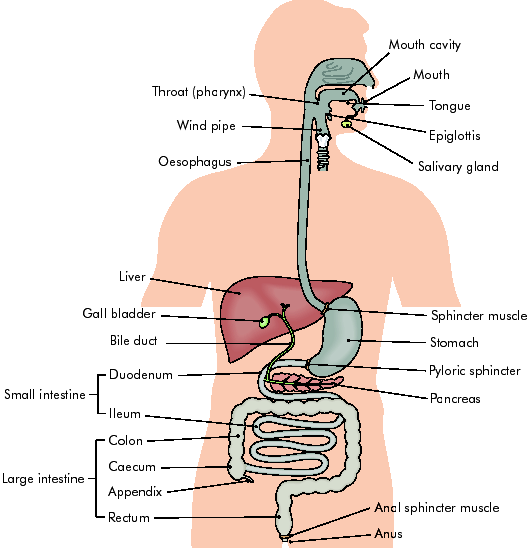 Mouth cavity
Mouth
Throat (pharynx)
Tongue
Wind pipe
Epiglottis
Oesophagus
Salivary gland
Liver
Gall bladder
Sphincter muscle
Bile duct
Stomach
Duodenum
Pyloric sphincter
Small intestine
Pancreas
Ileum
Colon
Caecum
Large intestine
Appendix
Rectum
Anal sphincter muscle
Anus